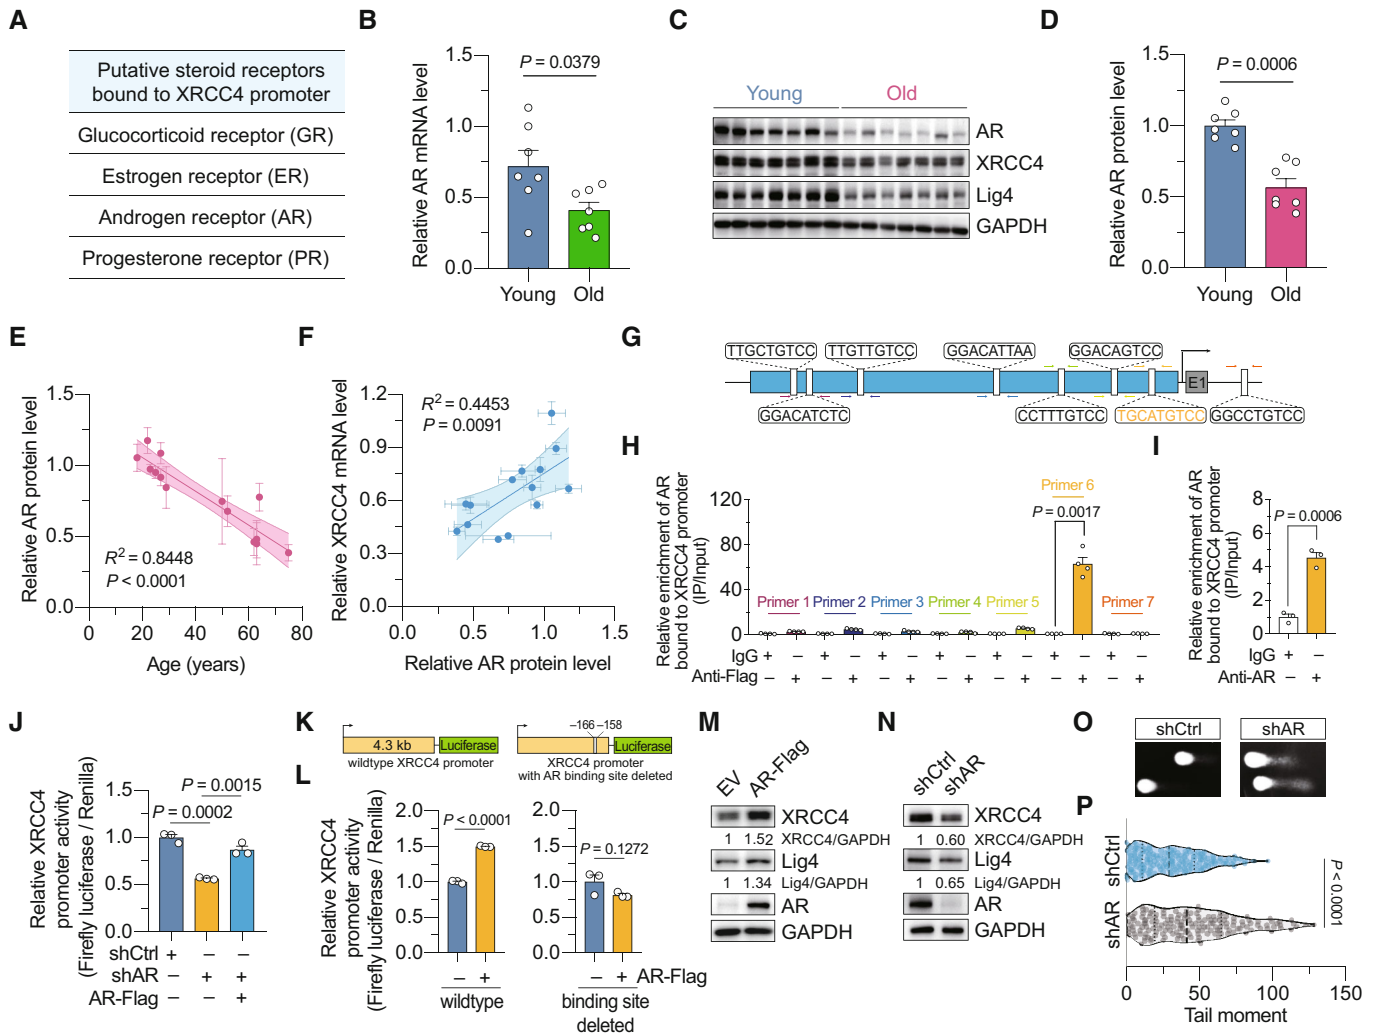 A
Putative steroid receptors
bound to XRCC4 promoter
Glucocorticoid receptor (GR)
Estrogen receptor (ER)
Androgen receptor (AR)
Progesterone receptor (PR)
B
Relative AR mRNA level
1.5
1.0
0.5
0.0
P = 0.0379
Young
Old
C
Young
Old
AR
XRCC4
Lig4
GAPDH
D
Relative AR protein level
1.5
1.0
0.5
0.0
P = 0.0006
Young
Old
E
Relative AR protein level
1.5
1.0
0.5
0.0
R² = 0.8448
P < 0.0001
0 20 40 60 80
Age (years)
F
Relative XRCC4 mRNA level
1.2
0.9
0.6
0.3
0.0
R² = 0.4453
P = 0.0091
0.0 0.5 1.0 1.5
Relative AR protein level
G
TTGCTGTCC
TTGTTGTCC
GGACATTAA
GGACAGTCC
E1
GGACATCTC
CCTTTGTCC
TGCATGTCC
GGCCTGTCC
H
Relative enrichment of AR
bound to XRCC4 promoter
(IP/Input)
120
80
40
0
Primer 1
Primer 2
Primer 3
Primer 4
Primer 5
Primer 6
P = 0.0017
Primer 7
IgG + – + – + – + – + – + – + –
Anti-Flag – + – + – + – + – + – + – +
I
Relative enrichment of AR
bound to XRCC4 promoter
(IP/Input)
8
6
4
2
0
P = 0.0006
IgG + –
Anti-AR – +
J
Relative XRCC4
promoter activity
(Firefly luciferase / Renilla)
1.5
1.0
0.5
0.0
P = 0.0015
P = 0.0002
shCtrl + – –
shAR – + +
AR-Flag – – +
K
4.3 kb
Luciferase
wildtype XRCC4 promoter
–166 –158
Luciferase
XRCC4 promoter
with AR binding site deleted
L
Relative XRCC4
promoter activity
(Firefly luciferase / Renilla)
2.0
1.5
1.0
0.5
0.0
P < 0.0001
2.0
1.5
1.0
0.5
0.0
P = 0.1272
– + – + AR-Flag
wildtype
binding site
deleted
M
EV
AR-Flag
XRCC4
1 1.52 XRCC4/GAPDH
Lig4
1 1.34 Lig4/GAPDH
AR
GAPDH
N
shCtrl
shAR
XRCC4
1 0.60 XRCC4/GAPDH
Lig4
1 0.65 Lig4/GAPDH
AR
GAPDH
O
shCtrl
shAR
P
shCtrl
shAR
P < 0.0001
0 50 100 150
Tail moment